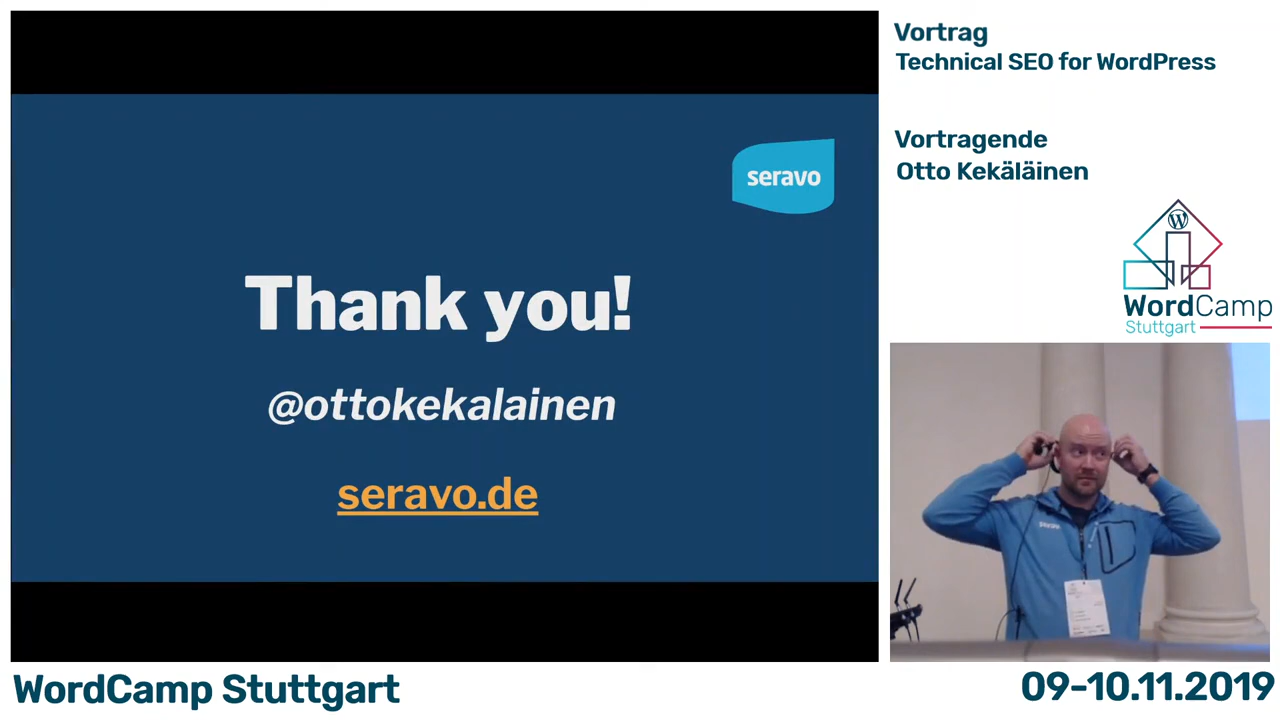 seravo
Thank you!
@ottokekalainen
seravo.de
Vortrag
Technical SEO for WordPress
Vortragende
Otto Kekäläinen
WordCamp
Stuttgart
WordCamp Stuttgart
09-10.11.2019